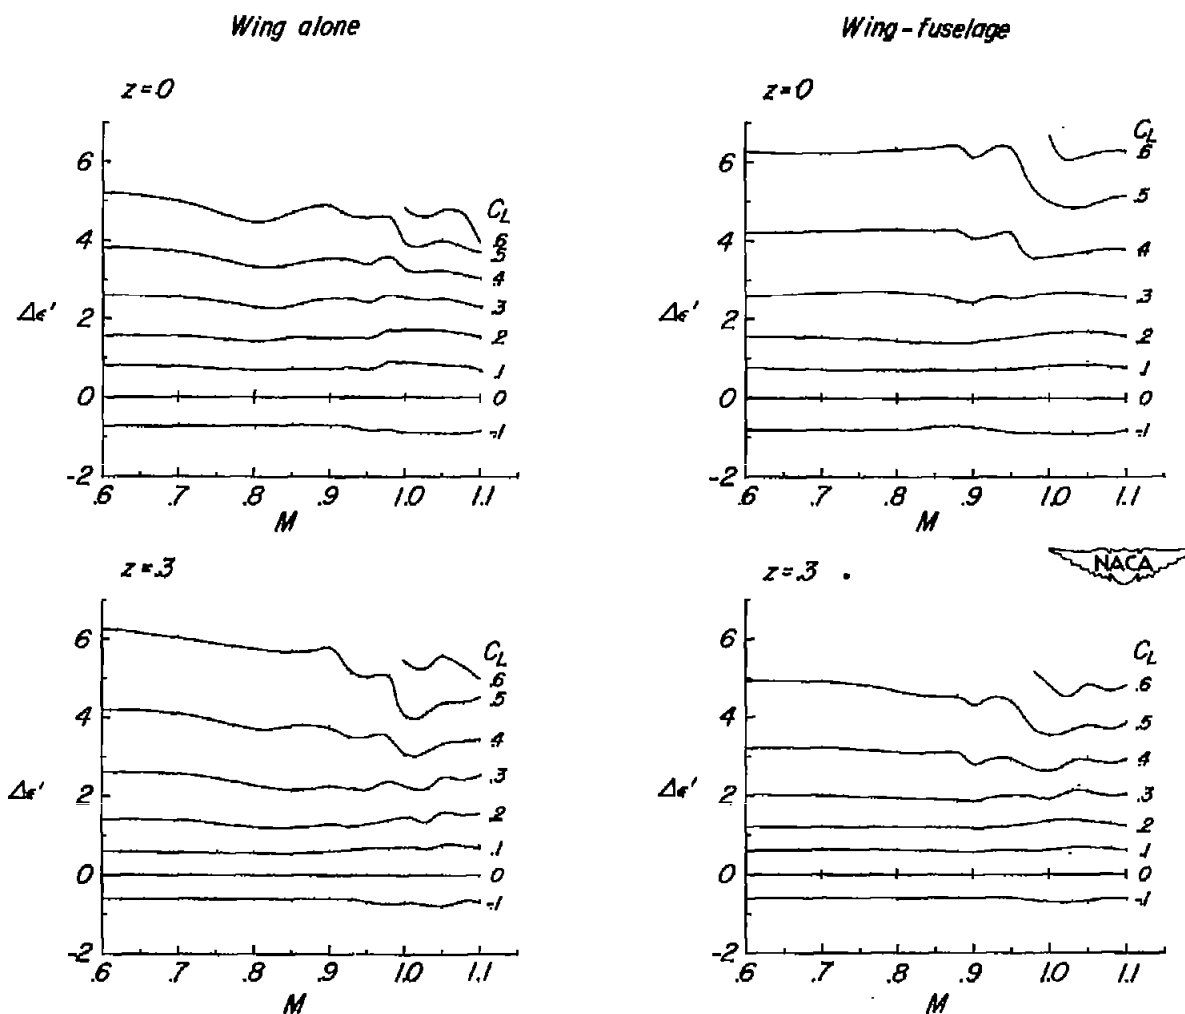 Wing alone
Wing-fuselage
z=0
z=0
6
4
2
0
-2
Δε'
C_L
.6
.5
.4
.3
.2
.1
0
-.1
.6 .7 .8 .9 1.0 1.1
M
6
4
2
0
-2
Δε'
C_L
.6
.5
.4
.3
.2
.1
0
-.1
.6 .7 .8 .9 1.0 1.1
M
z=.3
z=.3
NACA
6
4
2
0
-2
Δε'
C_L
.6
.5
.4
.3
.2
.1
0
-.1
.6 .7 .8 .9 1.0 1.1
M
6
4
2
0
-2
Δε'
C_L
.6
.5
.4
.3
.2
.1
0
-.1
.6 .7 .8 .9 1.0 1.1
M